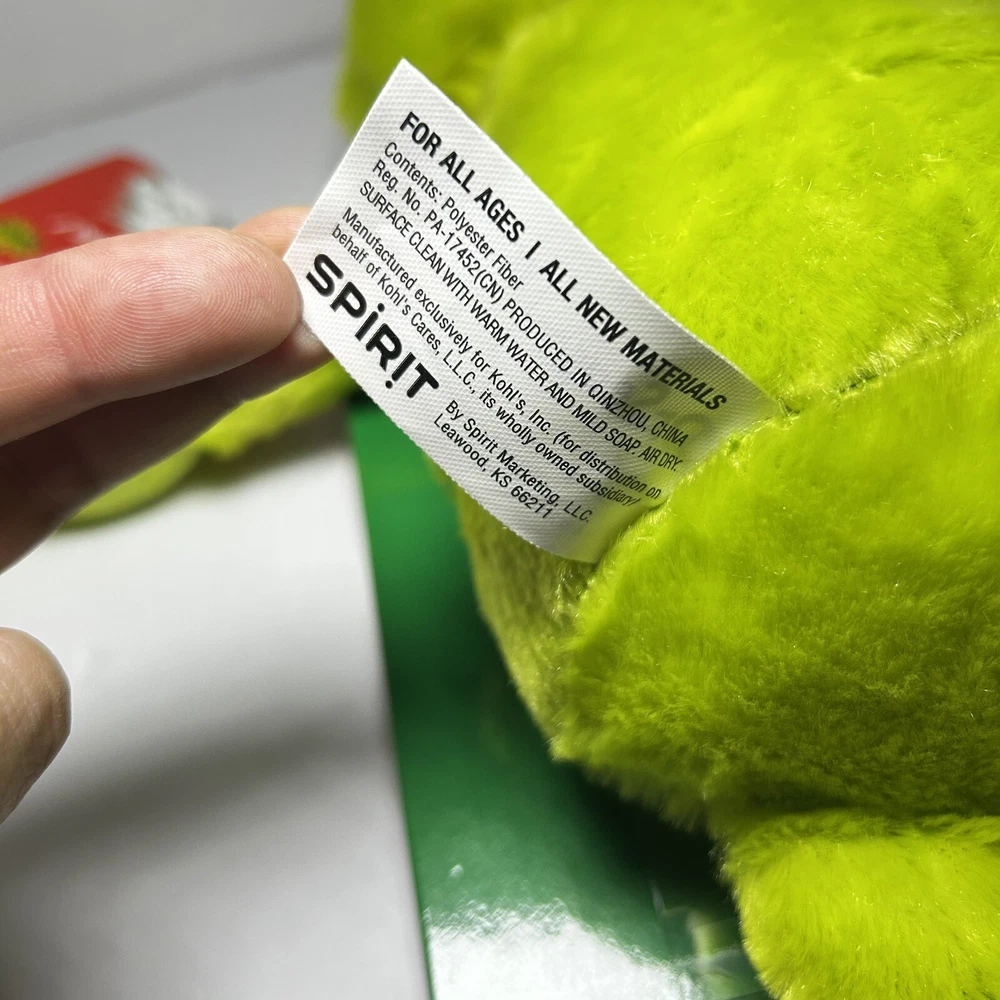 FOR ALL AGES | ALL NEW MATERIALS
Contents: Polyester Fiber
Reg. No. PA-17452(CN) PRODUCED IN QINZHOU, CHINA
SURFACE CLEAN WITH WARM WATER AND MILD SOAP. AIR DRY.
Manufactured exclusively for Kohl's, Inc. (for distribution on
behalf of Kohl's Cares, L.L.C., its wholly owned subsidiary)
SPIRIT
By Spirit Marketing, LLC.
Leawood, KS 66211